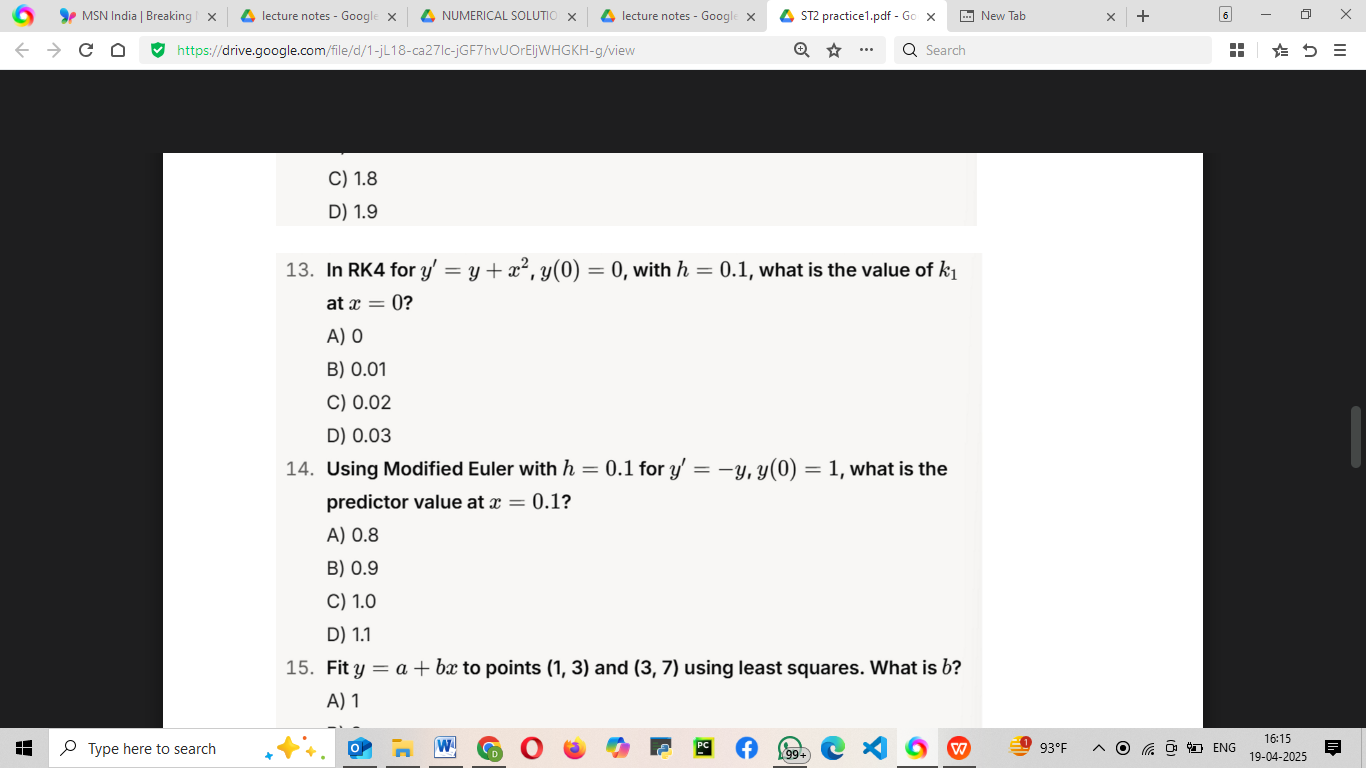 MSN India | Breaking
lecture notes - Google
NUMERICAL SOLUTIO
lecture notes - Google
ST2 practice1.pdf - Go
New Tab
6
https://drive.google.com/file/d/1-jL18-ca27lc-jGF7hvUOrEljWHGKH-g/view
Search
C) 1.8
D) 1.9
13. In RK4 for y′ = y + x², y(0) = 0, with h = 0.1, what is the value of k₁
at x = 0?
A) 0
B) 0.01
C) 0.02
D) 0.03
14. Using Modified Euler with h = 0.1 for y′ = −y, y(0) = 1, what is the
predictor value at x = 0.1?
A) 0.8
B) 0.9
C) 1.0
D) 1.1
15. Fit y = a + bx to points (1, 3) and (3, 7) using least squares. What is b?
A) 1
Type here to search
99+
1
93°F
ENG
16:15
19-04-2025